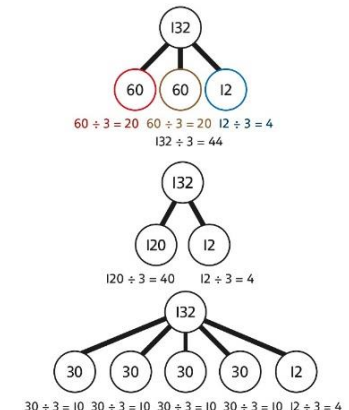 132
60 60 12
60 ÷ 3 = 20 60 ÷ 3 = 20 12 ÷ 3 = 4
132 ÷ 3 = 44
132
120 12
120 ÷ 3 = 40 12 ÷ 3 = 4
132
30 30 30 30 12
30 ÷ 3 = 10 30 ÷ 3 = 10 30 ÷ 3 = 10 30 ÷ 3 = 10 12 ÷ 3 = 4